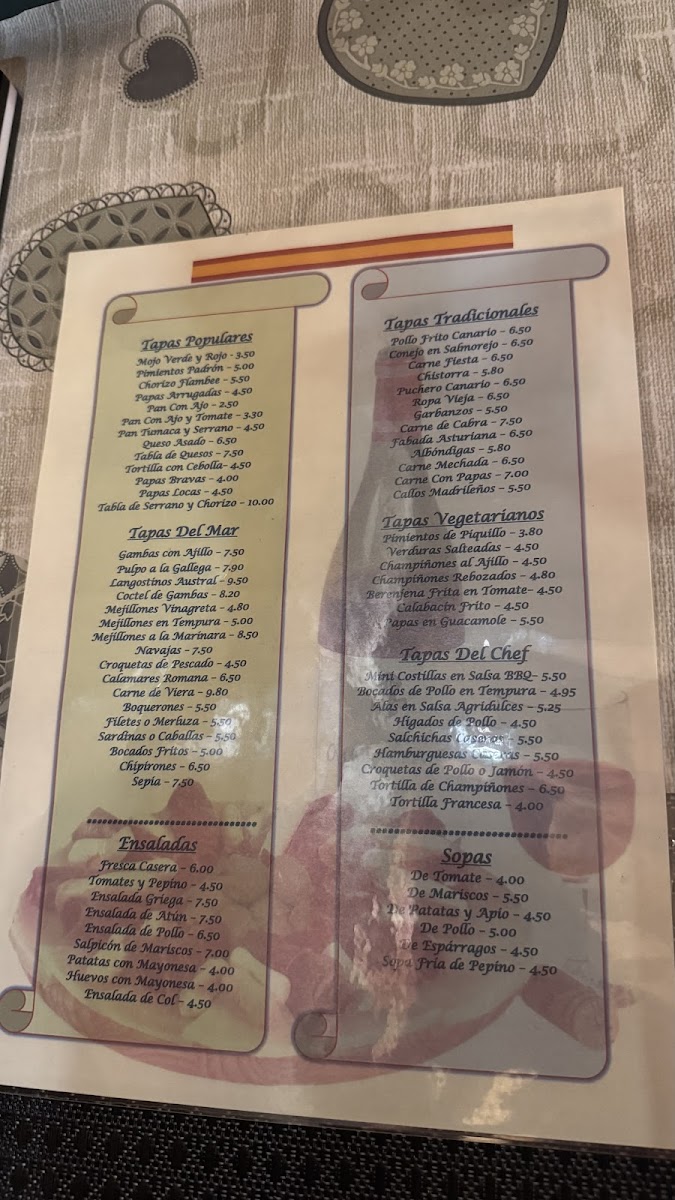 Tapas Populares
Mojo Verde y Rojo - 3.50
Pimientos Padrón - 5.00
Chorizo Flambee - 5.50
Papas Arrugadas - 4.50
Pan Con Ajo - 2.50
Pan Con Ajo y Tomate - 3.30
Pan Tumaca y Serrano - 4.50
Queso Asado - 6.50
Tabla de Quesos - 7.50
Tortilla con Cebolla- 4.50
Papas Bravas - 4.00
Papas Locas - 4.50
Tabla de Serrano y Chorizo - 10.00
Tapas Del Mar
Gambas con Ajillo - 7.50
Pulpo a la Gallega - 7.90
Langostinos Austral - 9.50
Coctel de Gambas - 8.20
Mejillones Vinagreta - 4.80
Mejillones en Tempura - 5.00
Mejillones a la Marinara - 8.50
Navajas - 7.50
Croquetas de Pescado - 4.50
Calamares Romana - 6.50
Carne de Viera - 9.80
Boquerones - 5.50
Filetes o Merluza - 5.50
Sardinas o Caballas - 5.50
Bocados Fritos - 5.00
Chipirones - 6.50
Sepia - 7.50
Ensaladas
Fresca Casera - 6.00
Tomates y Pepino - 4.50
Ensalada Griega - 7.50
Ensalada de Atún - 7.50
Ensalada de Pollo - 6.50
Salpicón de Mariscos - 7.00
Patatas con Mayonesa - 4.00
Huevos con Mayonesa - 4.00
Ensalada de Col - 4.50
Tapas Tradicionales
Pollo Frito Canario - 6.50
Conejo en Salmorejo - 6.50
Carne Fiesta - 6.50
Chistorra - 5.80
Puchero Canario - 6.50
Ropa Vieja - 6.50
Garbanzos - 5.50
Carne de Cabra - 7.50
Fabada Asturiana - 6.50
Albóndigas - 5.80
Carne Mechada - 6.50
Carne Con Papas - 7.00
Callos Madrileños - 5.50
Tapas Vegetarianos
Pimientos de Piquillo - 3.80
Verduras Salteadas - 4.50
Champiñones al Ajillo - 4.50
Champiñones Rebozados - 4.80
Berenjena Frita en Tomate- 4.50
Calabacin Frito - 4.50
Papas en Guacamole - 5.50
Tapas Del Chef
Mini Costillas en Salsa BBQ- 5.50
Bocados de Pollo en Tempura - 4.95
Alas en Salsa Agridulces - 5.25
Higados de Pollo - 4.50
Salchichas Caseras - 5.50
Hamburguesas Caseras - 5.50
Croquetas de Pollo o Jamón - 4.50
Tortilla de Champiñones - 6.50
Tortilla Francesa - 4.00
Sopas
De Tomate - 4.00
De Mariscos - 5.50
De Patatas y Apio - 4.50
De Pollo - 5.00
De Espárragos - 4.50
Sopa Fria de Pepino - 4.50